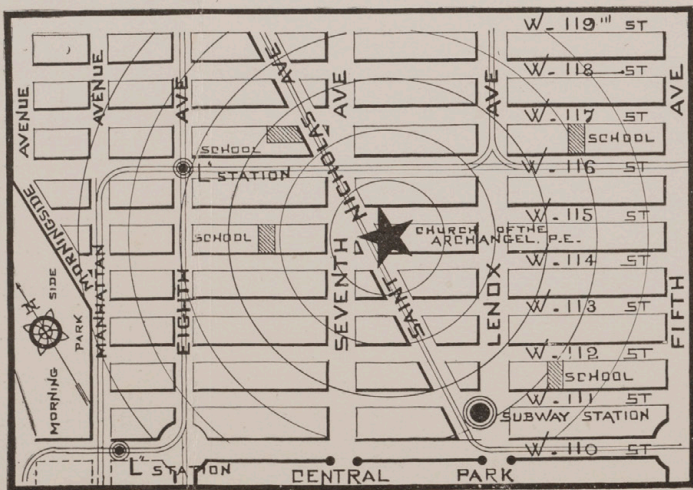 W. 119TH ST
W. 118 ST
W. 117 ST
W. 116 ST
W. 115 ST
W. 114 ST
W. 113 ST
W. 112 ST
W. 111 ST
W. 110 ST
MORNINGSIDE AVENUE
MANHATTAN AVENUE
EIGHTH AVE
SAINT NICHOLAS AVE
SEVENTH AVE
LENOX AVE
FIFTH AVE
SCHOOL
SCHOOL
"L" STATION
SCHOOL
CHURCH OF THE
ARCHANGEL, P.E.
SCHOOL
SUBWAY STATION
MORNING SIDE PARK
N
"L" STATION
CENTRAL PARK